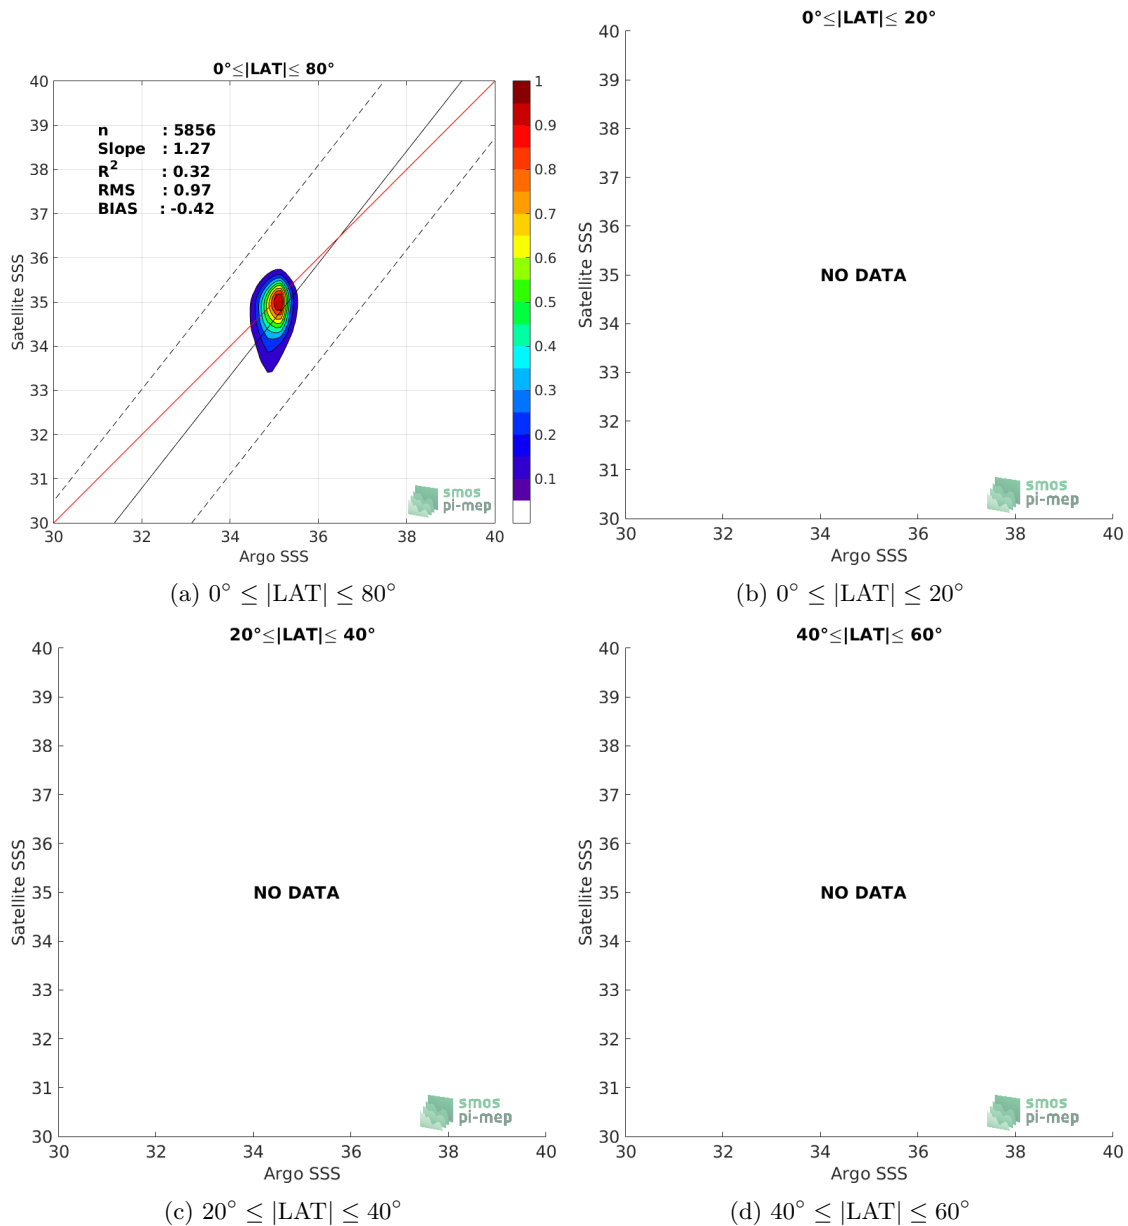 0°≤|LAT|≤ 80°
n : 5856
Slope : 1.27
R² : 0.32
RMS : 0.97
BIAS : -0.42
40
39
38
37
36
35
34
33
32
31
30
Satellite SSS
30 32 34 36 38 40
Argo SSS
1
0.9
0.8
0.7
0.6
0.5
0.4
0.3
0.2
0.1
smos
pi-mep
(a) 0° ≤ |LAT| ≤ 80°
0°≤|LAT|≤ 20°
40
39
38
37
36
35
34
33
32
31
30
Satellite SSS
NO DATA
smos
pi-mep
30 32 34 36 38 40
Argo SSS
(b) 0° ≤ |LAT| ≤ 20°
20°≤|LAT|≤ 40°
40
39
38
37
36
35
34
33
32
31
30
Satellite SSS
NO DATA
smos
pi-mep
30 32 34 36 38 40
Argo SSS
(c) 20° ≤ |LAT| ≤ 40°
40°≤|LAT|≤ 60°
40
39
38
37
36
35
34
33
32
31
30
Satellite SSS
NO DATA
smos
pi-mep
30 32 34 36 38 40
Argo SSS
(d) 40° ≤ |LAT| ≤ 60°